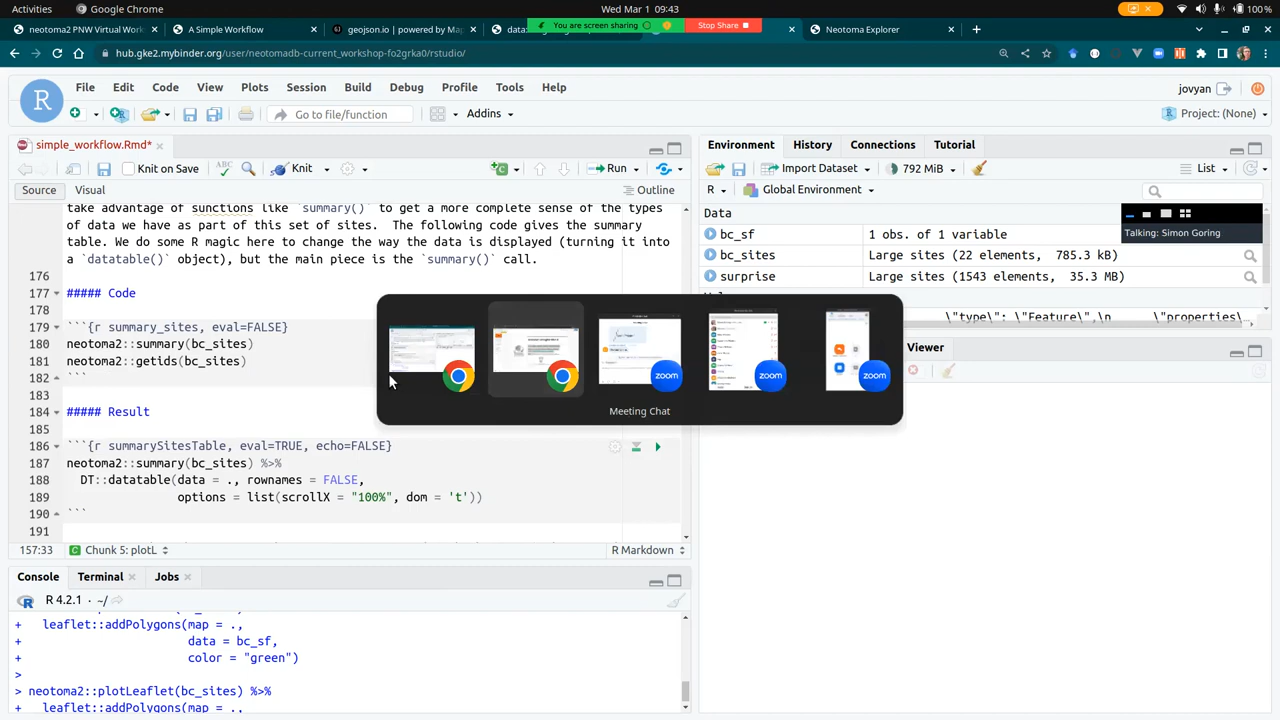 Activities
Google Chrome
Wed Mar 1 09:43
100 %
neotoma2 PNW Virtual Work
A Simple Workflow
geojson.io | powered by Ma
You are screen sharing
Stop Share
Neotoma Explorer
hub.gke2.mybinder.org/user/neotomadb-current_workshop-fo2grka0/rstudio/
File Edit Code View Plots Session Build Debug Profile Tools Help
jovyan
Go to file/function
Addins
Project: (None)
simple_workflow.Rmd*
Knit on Save
ABC
Knit
Run
Source
Visual
Outline
take advantage of sunctions like `summary()` to get a more complete sense of the types
of data we have as part of this set of sites.  The following code gives the summary
table. We do some R magic here to change the way the data is displayed (turning it into
a `datatable()` object), but the main piece is the `summary()` call.
176
177 ##### Code
178
179 ```{r summary_sites, eval=FALSE}
180 neotoma2::summary(bc_sites)
181 neotoma2::getids(bc_sites)
182 ```
183
184 ##### Result
185
186 ```{r summarySitesTable, eval=TRUE, echo=FALSE}
187 neotoma2::summary(bc_sites) %>%
188   DT::datatable(data = ., rownames = FALSE,
189                 options = list(scrollX = "100%", dom = 't'))
190 ```
191
157:33
Chunk 5: plotL
R Markdown
Console
Terminal
Jobs
R 4.2.1 · ~/
+   leaflet::addPolygons(map = .,
+                        data = bc_sf,
+                        color = "green")
>
> neotoma2::plotLeaflet(bc_sites) %>%
+   leaflet::addPolygons(map = .,
Environment
History
Connections
Tutorial
Import Dataset
792 MiB
List
R
Global Environment
Data
bc_sf 1 obs. of 1 variable
bc_sites Large sites (22 elements,  785.3 kB)
surprise Large sites (1543 elements,  35.3 MB)
\"type\": \"Feature\",\n     \"properties\
Talking: Simon Goring
Viewer
zoom
zoom
zoom
Meeting Chat